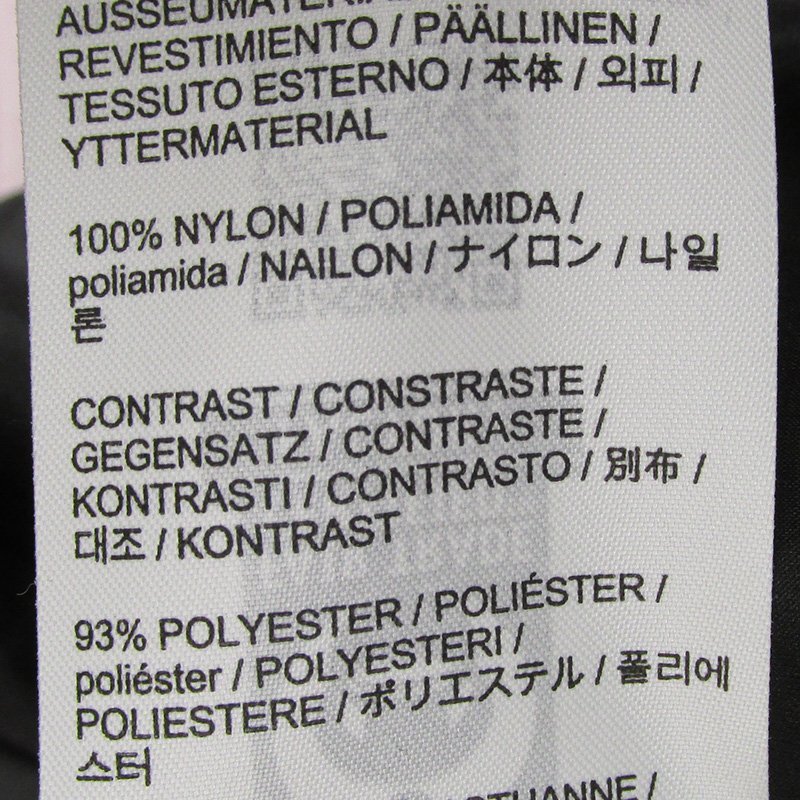 REVESTIMIENTO / PÄÄLLINEN /
TESSUTO ESTERNO / 本体 / 외피 /
YTTERMATERIAL
100% NYLON / POLIAMIDA /
poliamida / NAILON / ナイロン / 나일
론
CONTRAST / CONSTRASTE /
GEGENSATZ / CONTRASTE /
KONTRASTI / CONTRASTO / 別布 /
대조 / KONTRAST
93% POLYESTER / POLIÉSTER /
poliéster / POLYESTERI /
POLIESTERE / ポリエステル / 폴리에
스터